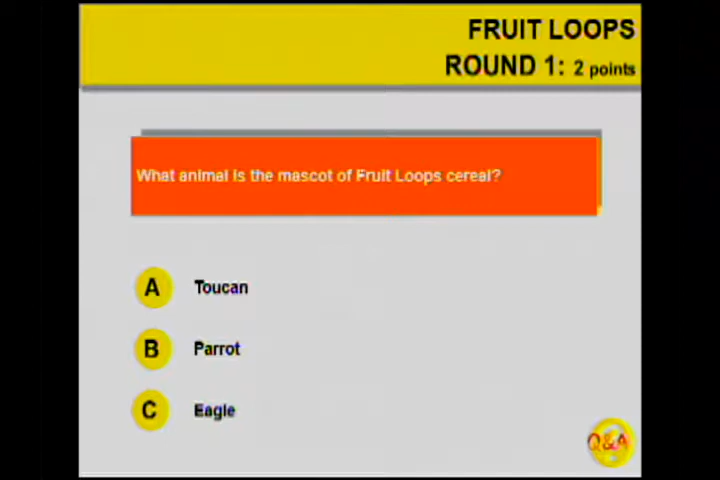 FRUIT LOOPS
ROUND 1: 2 points
What animal is the mascot of Fruit Loops cereal?
A Toucan
B Parrot
C Eagle
Q&A